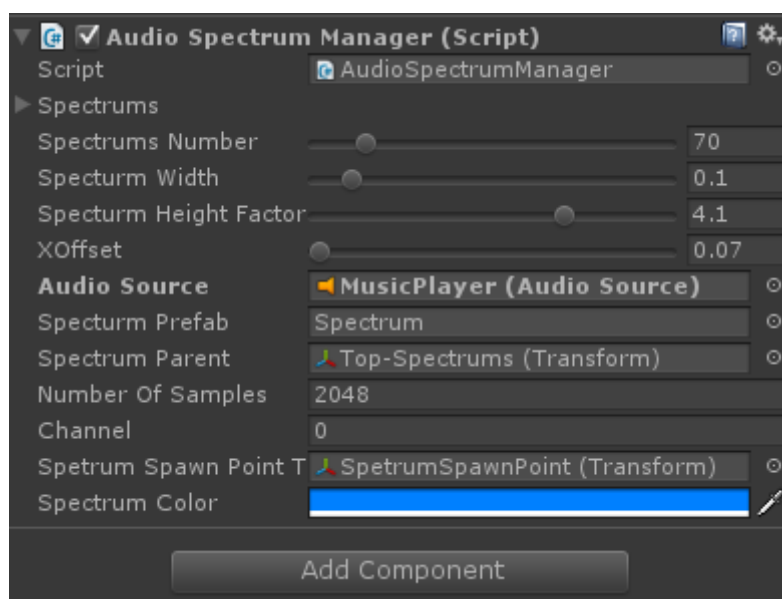 Audio Spectrum Manager (Script)
Script AudioSpectrumManager
Spectrums
Spectrums Number 70
Specturm Width 0.1
Specturm Height Factor 4.1
XOffset 0.07
Audio Source MusicPlayer (Audio Source)
Specturm Prefab Spectrum
Spectrum Parent Top-Spectrums (Transform)
Number Of Samples 2048
Channel 0
Spetrum Spawn Point T SpetrumSpawnPoint (Transform)
Spectrum Color
Add Component